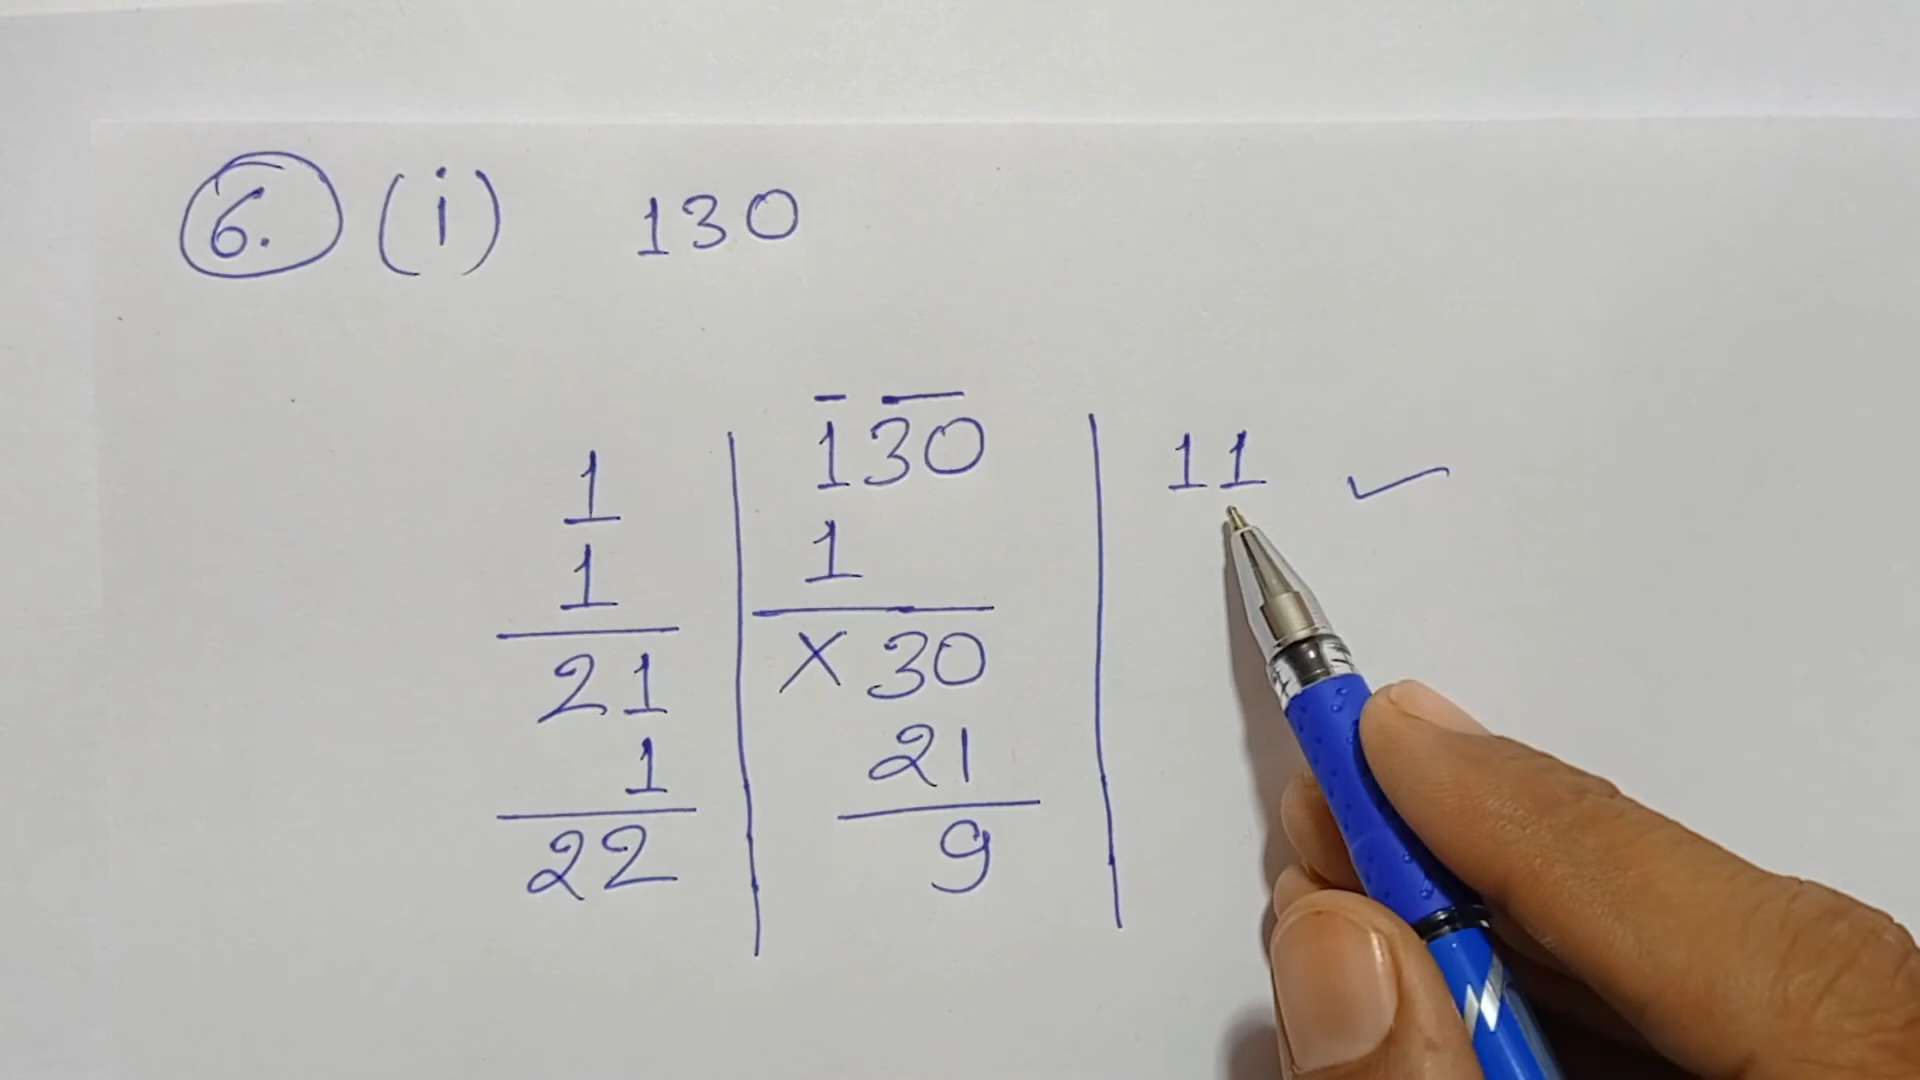 6. (i) 130
1 | 130 | 11 ✓
1 | 1
21 | × 30
1 | 21
22 | 9